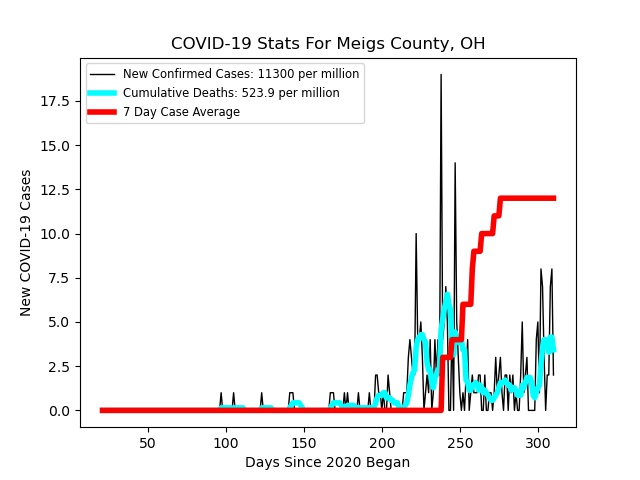 COVID-19 Stats For Meigs County, OH
New Confirmed Cases: 11300 per million
Cumulative Deaths: 523.9 per million
7 Day Case Average
New COVID-19 Cases
17.5
15.0
12.5
10.0
7.5
5.0
2.5
0.0
50 100 150 200 250 300
Days Since 2020 Began